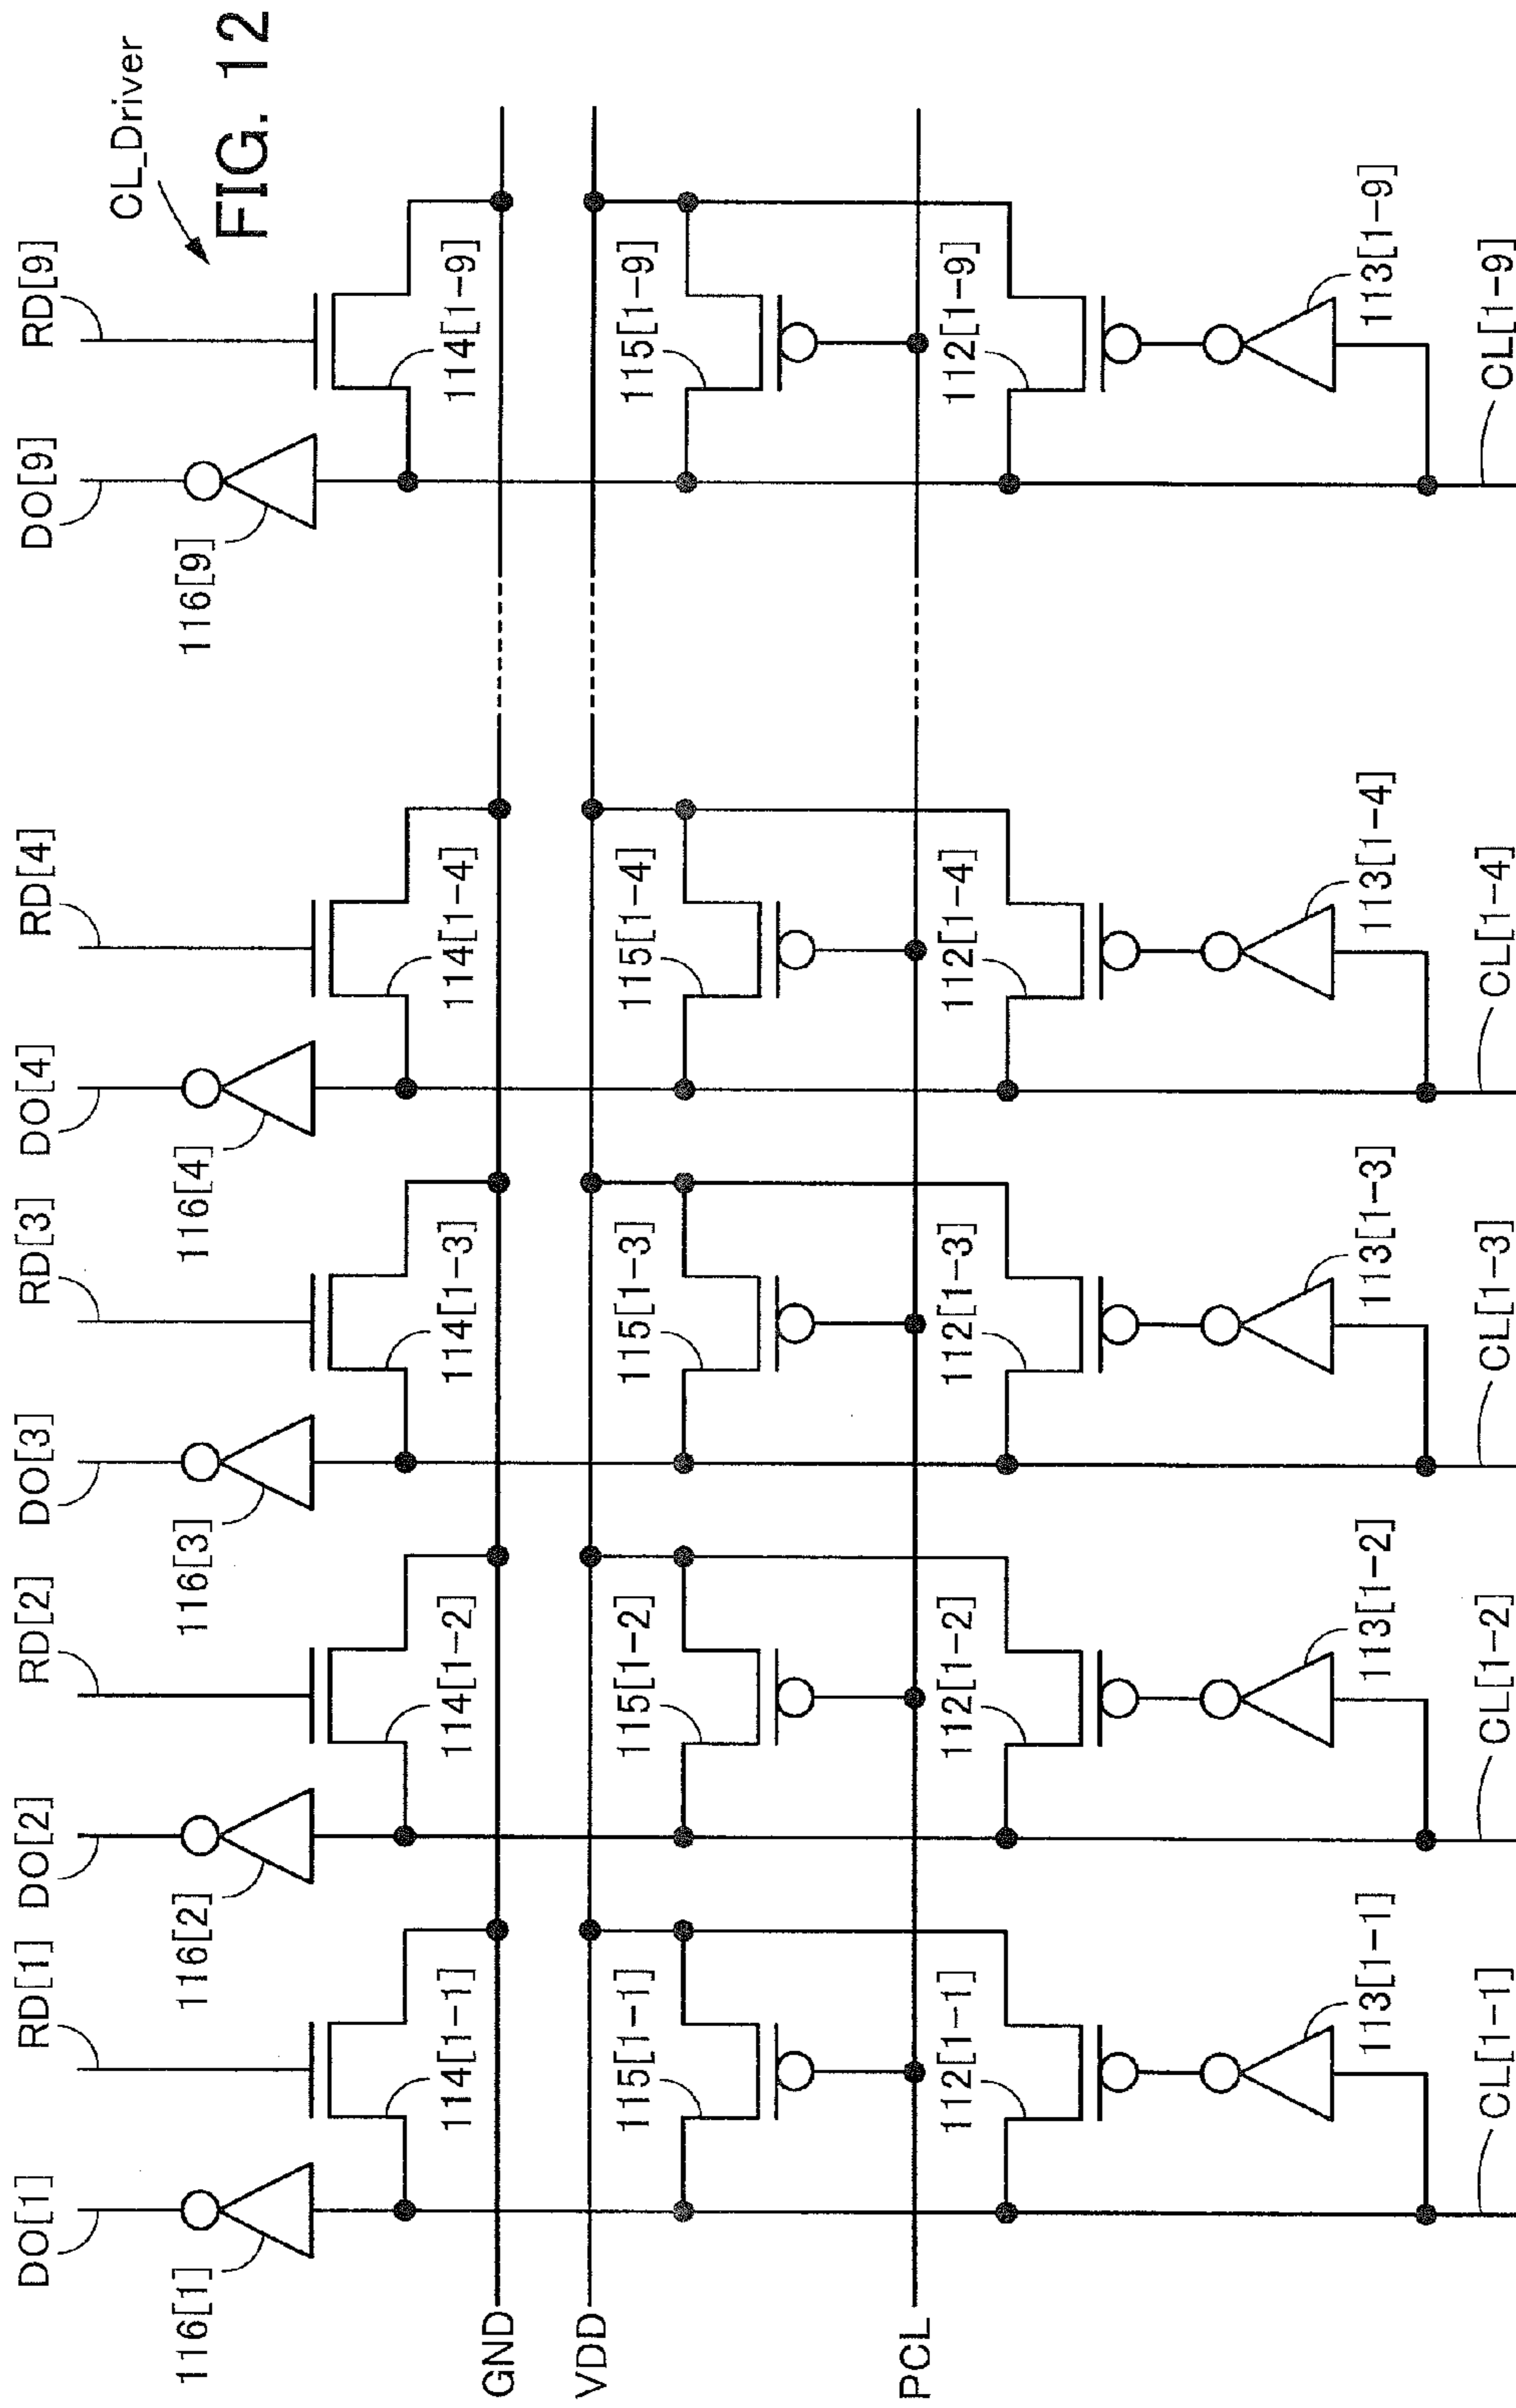 FIG. 12
CL_Driver
DO[1] RD[1] DO[2] RD[2] DO[3] RD[3] DO[4] RD[4] DO[9] RD[9]
116[1] 116[2] 116[3] 116[4] 116[9]
114[1-1] 114[1-2] 114[1-3] 114[1-4] 114[1-9]
GND
VDD
115[1-1] 115[1-2] 115[1-3] 115[1-4] 115[1-9]
PCL
112[1-1] 112[1-2] 112[1-3] 112[1-4] 112[1-9]
113[1-1] 113[1-2] 113[1-3] 113[1-4] 113[1-9]
CL[1-1] CL[1-2] CL[1-3] CL[1-4] CL[1-9]